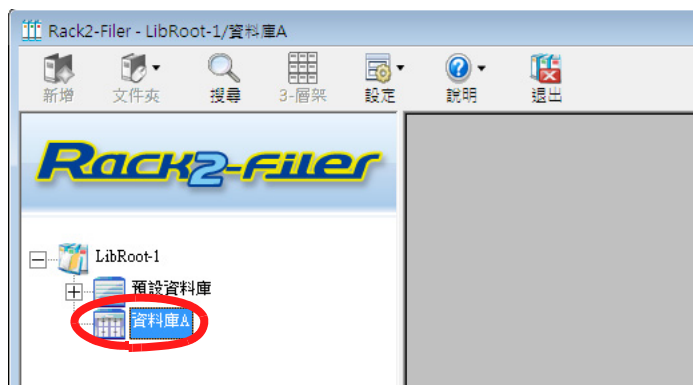 Rack2-Filer - LibRoot-1/資料庫A
新增 文件夾 搜尋 3-層架 設定 說明 退出
Rack2-Filer
LibRoot-1
預設資料庫
資料庫A